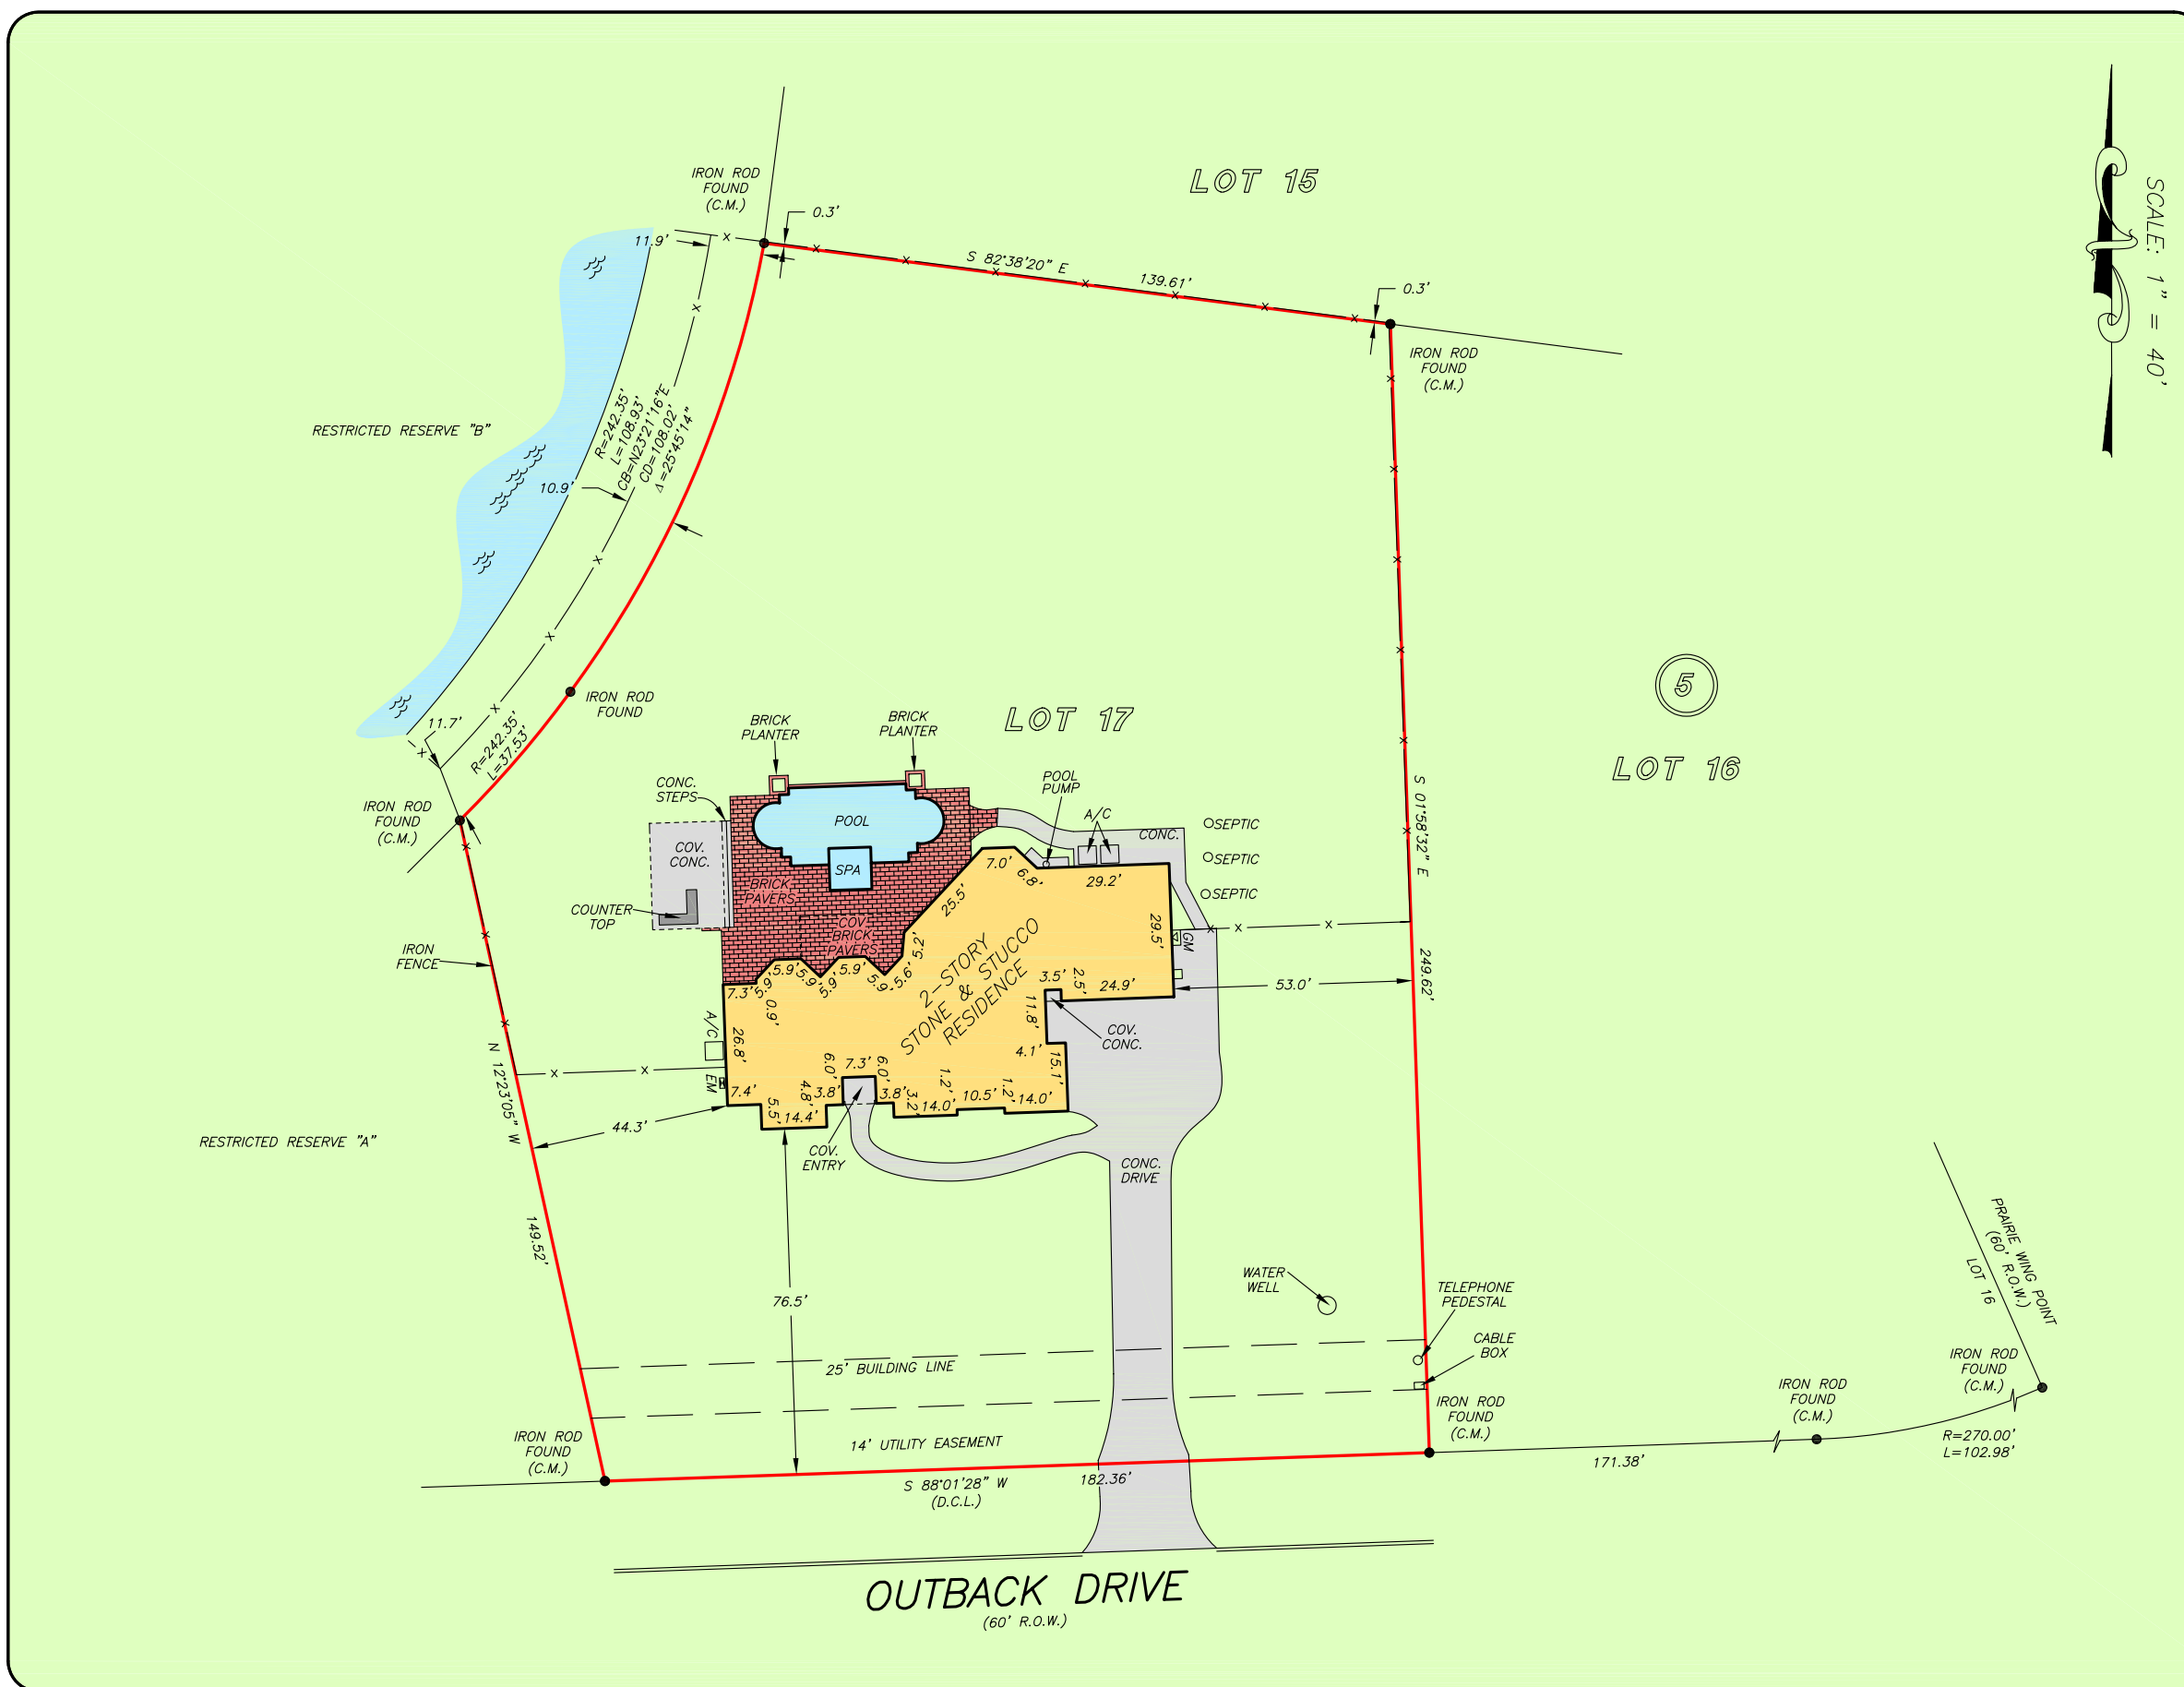 LOT 15
SCALE: 1" = 40'
IRON ROD
FOUND
(C.M.)
0.3'
11.9'
S 82°38'20" E
139.61'
0.3'
IRON ROD
FOUND
(C.M.)
RESTRICTED RESERVE "B"
R=242.35'
L=108.93'
CB=N23°21'16"E
CD=108.02'
Δ=25°45'14"
10.9'
IRON ROD
FOUND
11.7'
R=242.35'
L=37.53'
IRON ROD
FOUND
(C.M.)
LOT 17
5
LOT 16
BRICK
PLANTER
BRICK
PLANTER
CONC.
STEPS
POOL
PUMP
A/C
CONC.
SEPTIC
SEPTIC
SEPTIC
S 01°58'32" E
249.62'
POOL
SPA
COV.
CONC.
BRICK
PAVERS
COUNTER
TOP
COV.
BRICK
PAVERS
IRON
FENCE
7.0'
6.8'
29.2'
25.5'
29.5'
GM
5.2'
5.9'
5.9'
5.9'
5.9'
5.9'
5.9'
5.6'
7.3'
0.9'
2-STORY
STONE & STUCCO
RESIDENCE
3.5'
2.5'
24.9'
53.0'
11.8'
COV.
CONC.
4.1'
15.1'
A/C
26.8'
EM
7.4'
5.5'
14.4'
4.8'
3.8'
6.0'
7.3'
6.0'
3.8'
3.2'
14.0'
1.2'
10.5'
1.2'
14.0'
N 12°23'05" W
149.52'
44.3'
RESTRICTED RESERVE "A"
COV.
ENTRY
CONC.
DRIVE
76.5'
WATER
WELL
TELEPHONE
PEDESTAL
CABLE
BOX
PRAIRIE WING POINT
(60' R.O.W.)
LOT 16
25' BUILDING LINE
14' UTILITY EASEMENT
IRON ROD
FOUND
(C.M.)
IRON ROD
FOUND
(C.M.)
IRON ROD
FOUND
(C.M.)
IRON ROD
FOUND
(C.M.)
R=270.00'
L=102.98'
171.38'
S 88°01'28" W
(D.C.L.)
182.36'
OUTBACK DRIVE
(60' R.O.W.)